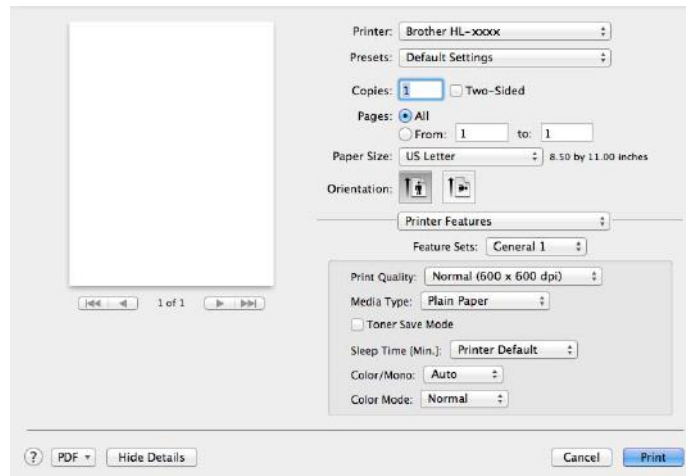 Printer: Brother HL-xxxx
Presets: Default Settings
Copies: 1 Two-Sided
Pages: All
From: 1 to: 1
Paper Size: US Letter 8.50 by 11.00 inches
Orientation:
Printer Features
Feature Sets: General 1
Print Quality: Normal (600 x 600 dpi)
Media Type: Plain Paper
Toner Save Mode
Sleep Time [Min.]: Printer Default
Color/Mono: Auto
Color Mode: Normal
1 of 1
? PDF Hide Details Cancel Print